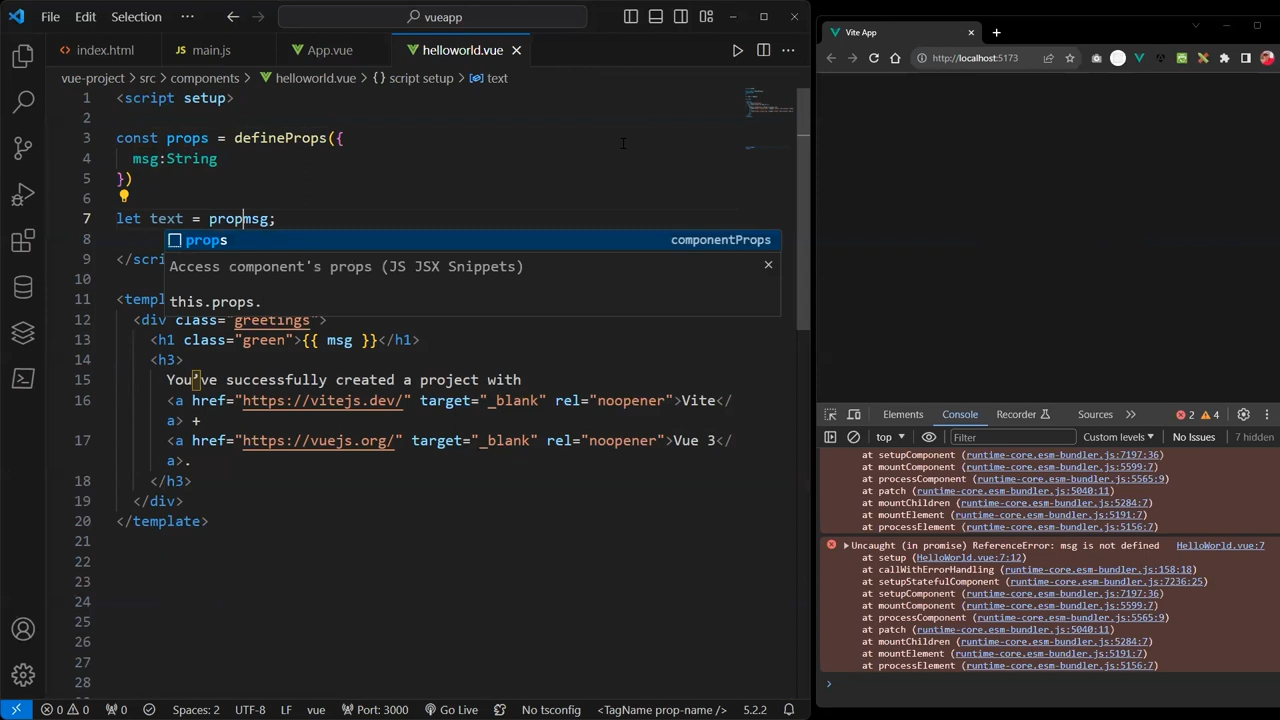 File Edit Selection ··· vueapp
index.html JS main.js App.vue helloworld.vue
vue-project > src > components > helloworld.vue > {} script setup > text
1 <script setup>
2
3 const props = defineProps({
4 msg:String
5 })
6
7 let text = propmsg;
props componentProps
8
Access component's props (JS JSX Snippets)
9 </scri
10
this.props.
11 <templ
12 <div class="greetings">
13 <h1 class="green">{{ msg }}</h1>
14 <h3>
15 You’ve successfully created a project with
16 <a href="https://vitejs.dev/" target="_blank" rel="noopener">Vite</
a> +
17 <a href="https://vuejs.org/" target="_blank" rel="noopener">Vue 3</
a>.
18 </h3>
19 </div>
20 </template>
21
22
23
24
25
26
27
28
0 0 0 Spaces: 2 UTF-8 LF vue Port: 3000 Go Live No tsconfig <TagName prop-name /> 5.2.2
Vite App
http://localhost:5173
Elements Console Recorder Sources 2 4
top Filter Custom levels No Issues 7 hidden
at setupComponent (runtime-core.esm-bundler.js:7197:36)
at mountComponent (runtime-core.esm-bundler.js:5599:7)
at processComponent (runtime-core.esm-bundler.js:5565:9)
at patch (runtime-core.esm-bundler.js:5040:11)
at mountChildren (runtime-core.esm-bundler.js:5284:7)
at mountElement (runtime-core.esm-bundler.js:5191:7)
at processElement (runtime-core.esm-bundler.js:5156:7)
Uncaught (in promise) ReferenceError: msg is not defined HelloWorld.vue:7
at setup (HelloWorld.vue:7:12)
at callWithErrorHandling (runtime-core.esm-bundler.js:158:18)
at setupStatefulComponent (runtime-core.esm-bundler.js:7236:25)
at setupComponent (runtime-core.esm-bundler.js:7197:36)
at mountComponent (runtime-core.esm-bundler.js:5599:7)
at processComponent (runtime-core.esm-bundler.js:5565:9)
at patch (runtime-core.esm-bundler.js:5040:11)
at mountChildren (runtime-core.esm-bundler.js:5284:7)
at mountElement (runtime-core.esm-bundler.js:5191:7)
at processElement (runtime-core.esm-bundler.js:5156:7)